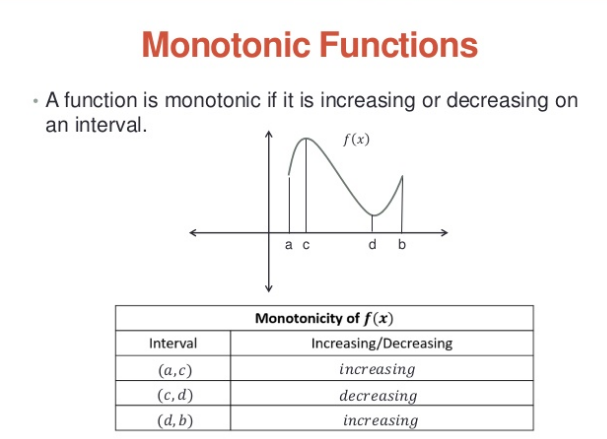 Monotonic Functions
• A function is monotonic if it is increasing or decreasing on
an interval.
f(x)
a c d b
Monotonicity of f(x)
Interval Increasing/Decreasing
(a,c) increasing
(c,d) decreasing
(d,b) increasing